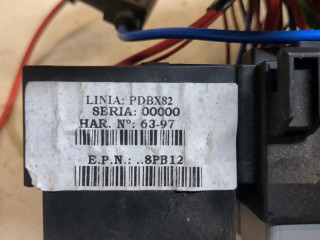 LINIA: PDBX82
SERIA: 00000
HAR. Nº: 63-97
E.P.N.: ..8PB12